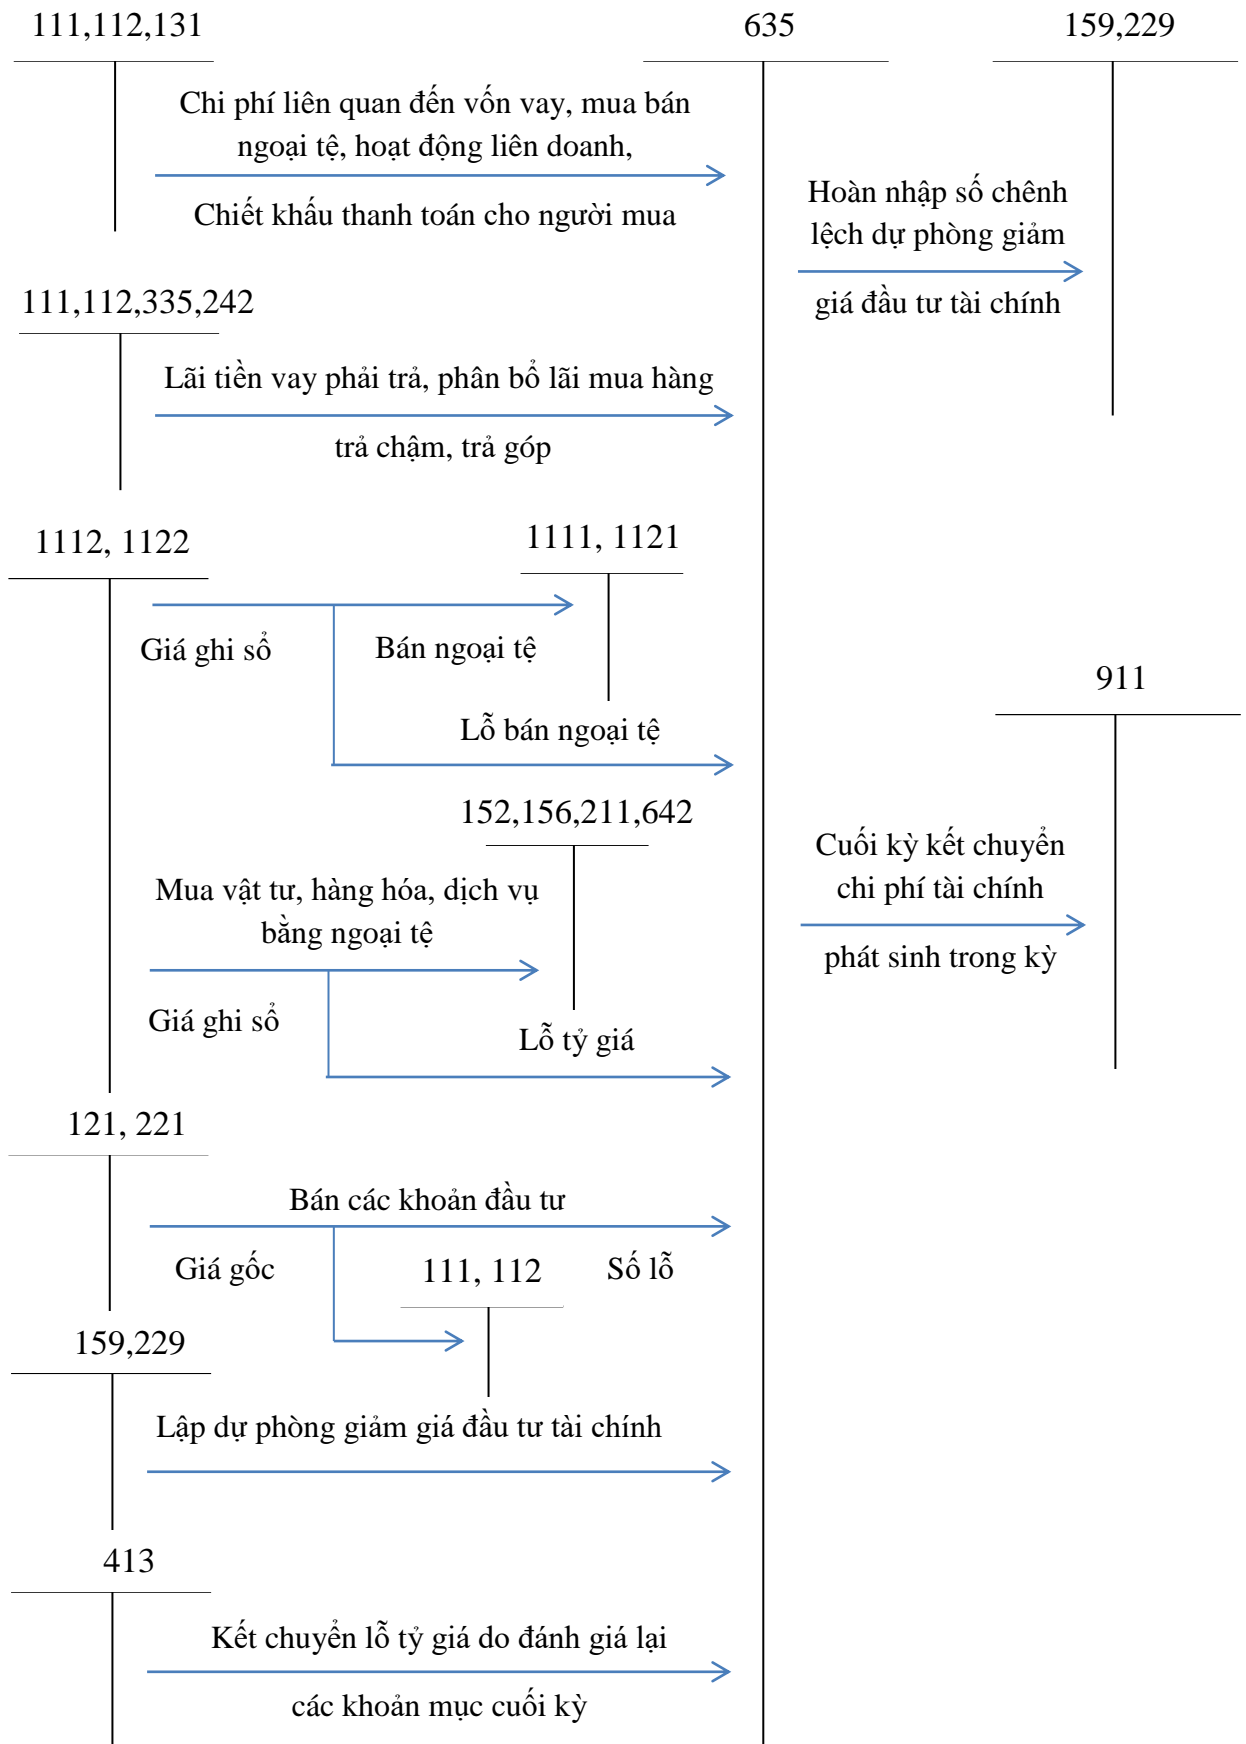 111,112,131
635
159,229
Chi phí liên quan đến vốn vay, mua bán
ngoại tệ, hoạt động liên doanh,
Chiết khấu thanh toán cho người mua
Hoàn nhập số chênh
lệch dự phòng giảm
giá đầu tư tài chính
111,112,335,242
Lãi tiền vay phải trả, phân bổ lãi mua hàng
trả chậm, trả góp
1112, 1122
1111, 1121
Giá ghi sổ
Bán ngoại tệ
911
Lỗ bán ngoại tệ
152,156,211,642
Cuối kỳ kết chuyển
chi phí tài chính
phát sinh trong kỳ
Mua vật tư, hàng hóa, dịch vụ
bằng ngoại tệ
Giá ghi sổ
Lỗ tỷ giá
121, 221
Bán các khoản đầu tư
Giá gốc
111, 112
Số lỗ
159,229
Lập dự phòng giảm giá đầu tư tài chính
413
Kết chuyển lỗ tỷ giá do đánh giá lại
các khoản mục cuối kỳ